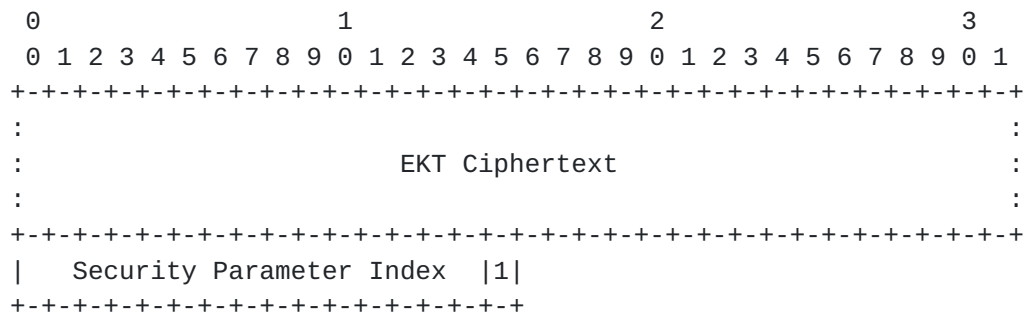 0                   1                   2                   3
 0 1 2 3 4 5 6 7 8 9 0 1 2 3 4 5 6 7 8 9 0 1 2 3 4 5 6 7 8 9 0 1
+-+-+-+-+-+-+-+-+-+-+-+-+-+-+-+-+-+-+-+-+-+-+-+-+-+-+-+-+-+-+-+-+
:                                                               :
:                        EKT Ciphertext                         :
:                                                               :
+-+-+-+-+-+-+-+-+-+-+-+-+-+-+-+-+-+-+-+-+-+-+-+-+-+-+-+-+-+-+-+-+
|   Security Parameter Index  |1|
+-+-+-+-+-+-+-+-+-+-+-+-+-+-+-+-+